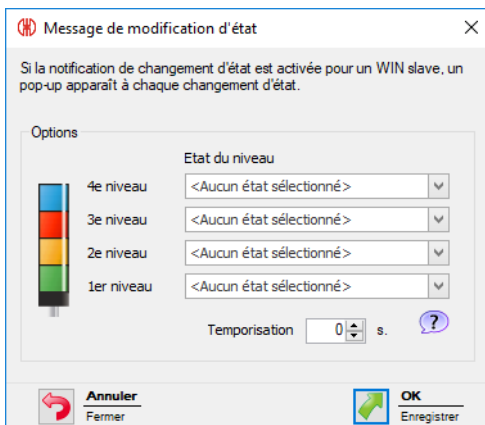 Message de modification d'état
Si la notification de changement d'état est activée pour un WIN slave, un
pop-up apparaît à chaque changement d'état.
Options
Etat du niveau
4e niveau <Aucun état sélectionné>
3e niveau <Aucun état sélectionné>
2e niveau <Aucun état sélectionné>
1er niveau <Aucun état sélectionné>
Temporisation 0 s. ?
Annuler
Fermer
OK
Enregistrer